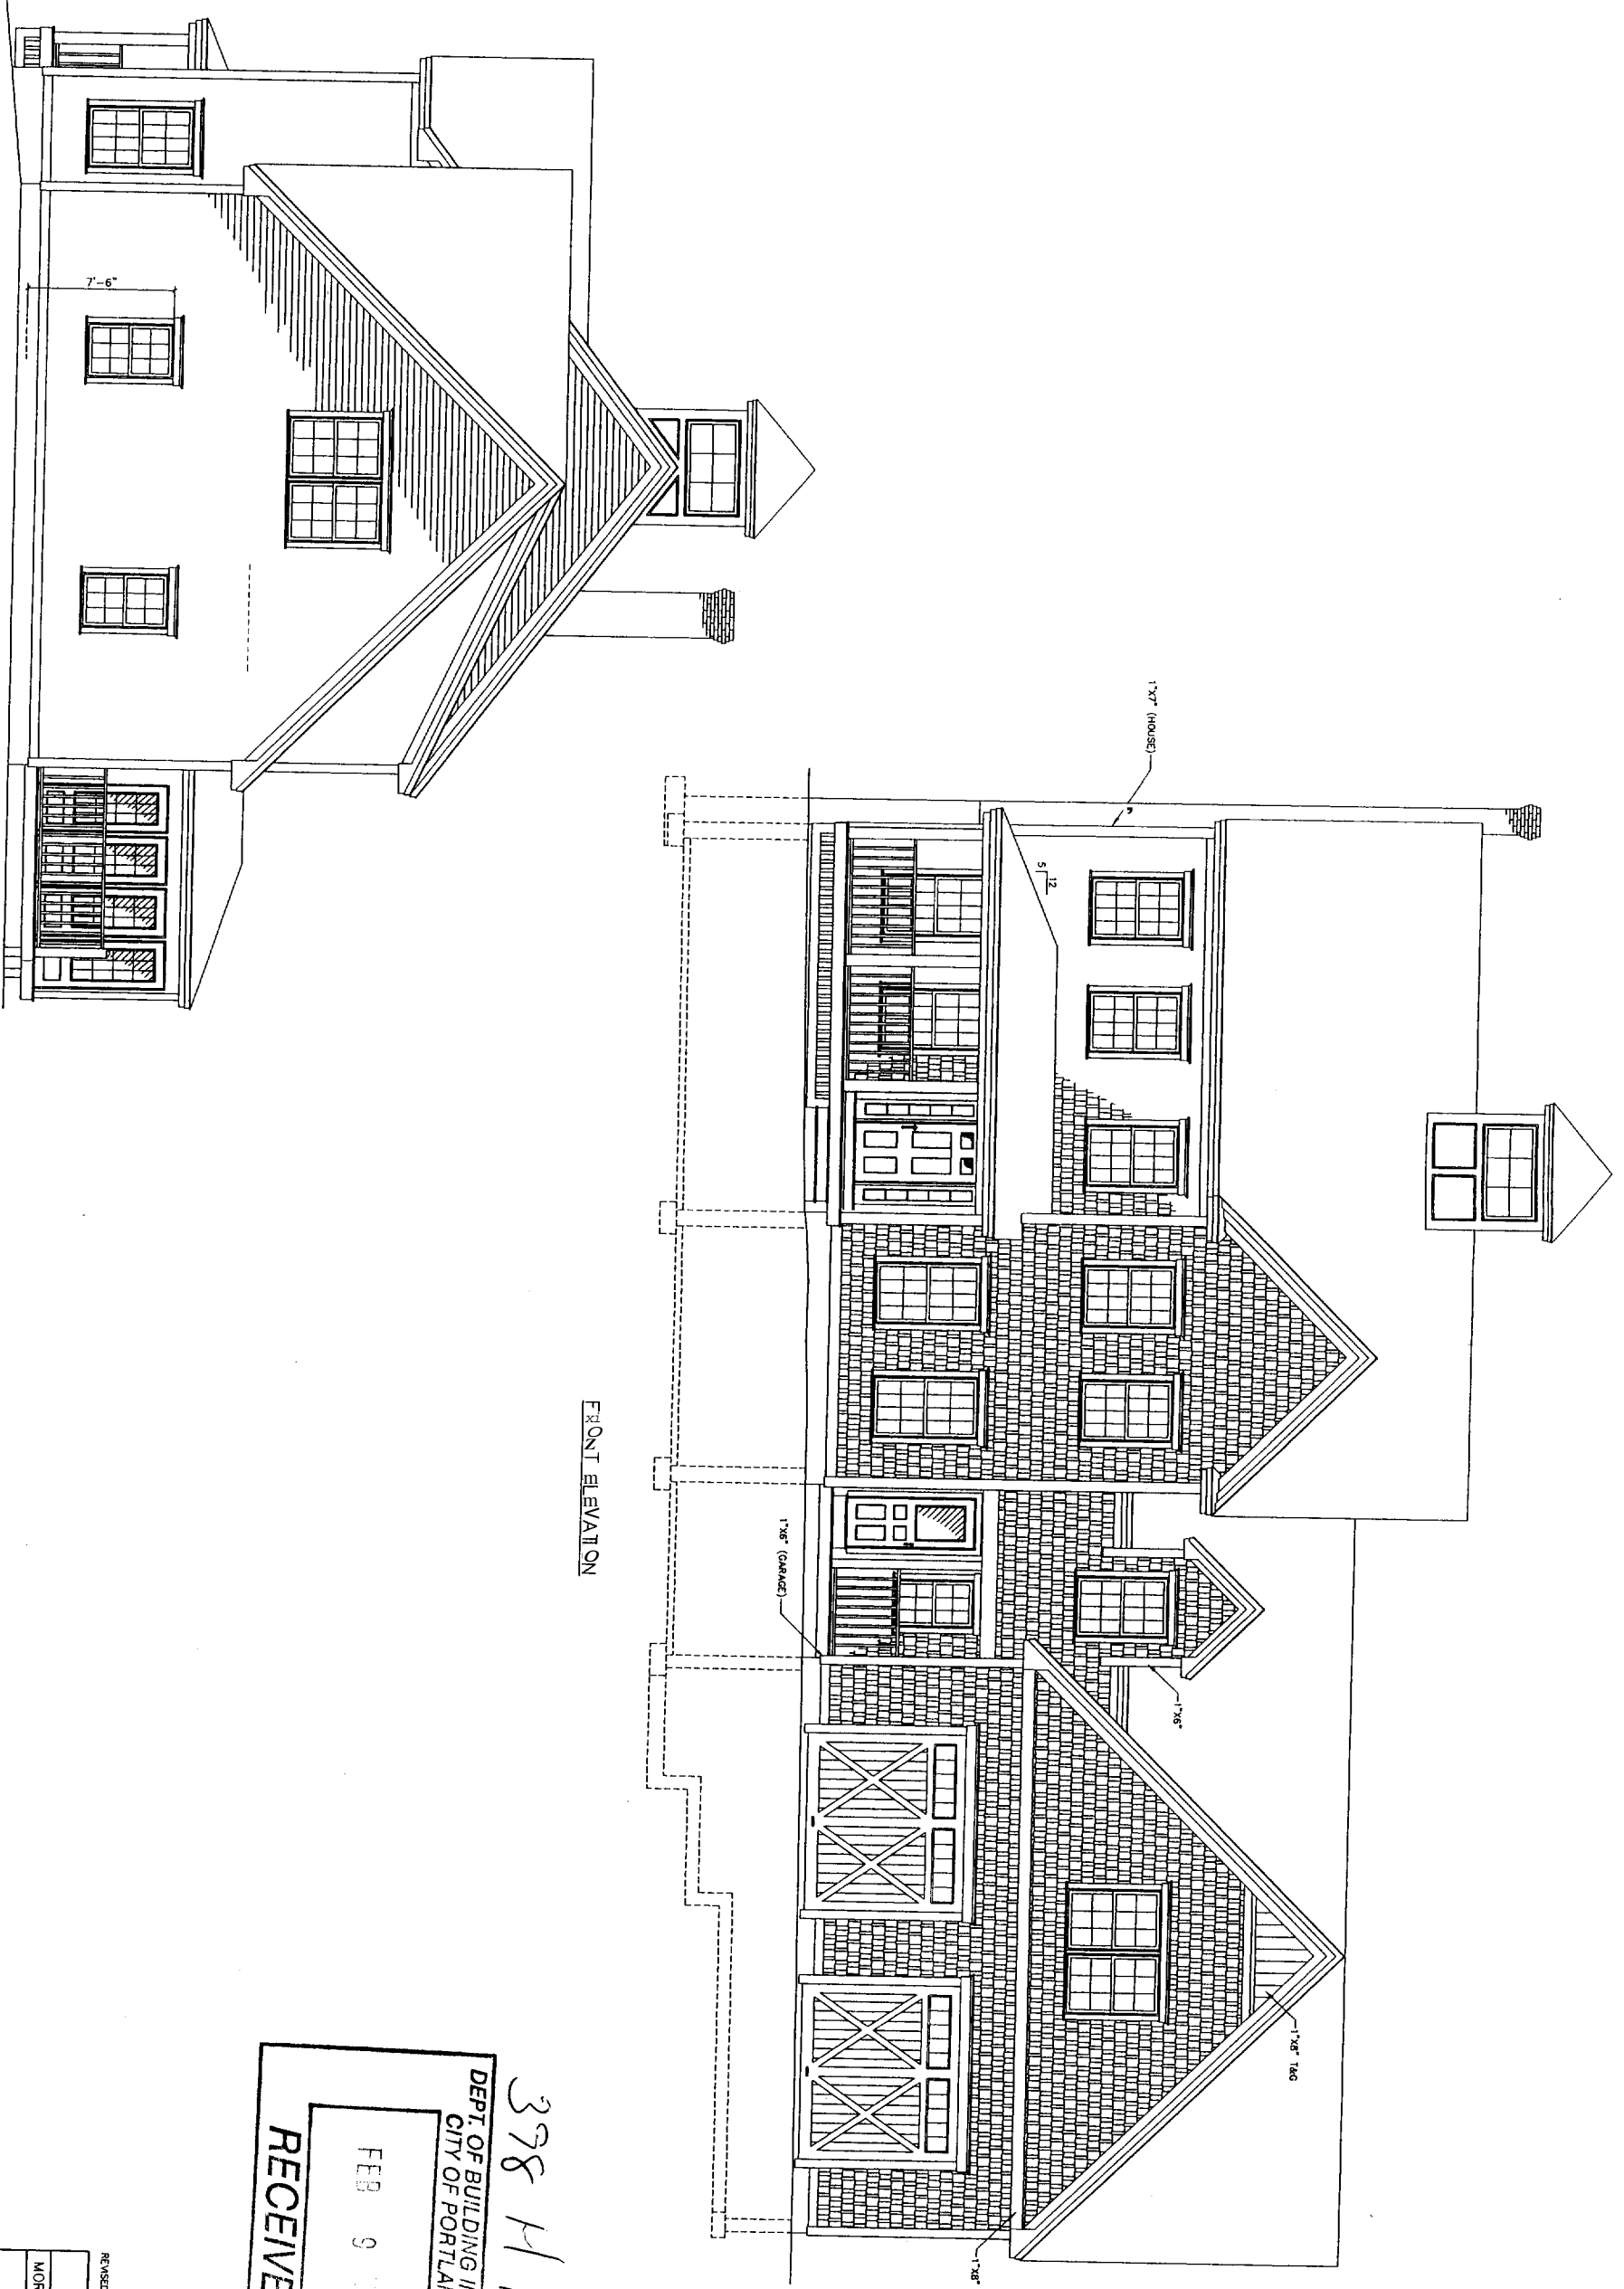 1"X7" (HOUSE)
12
5
7'-6"
FRONT ELEVATION
1"X6" (GARAGE)
1"X6"
1"X8" T&G
1"X8"
398 H
DEPT. OF BUILDING
CITY OF PORTLA
FEB 9
RECEIVE
REVISED
MOR